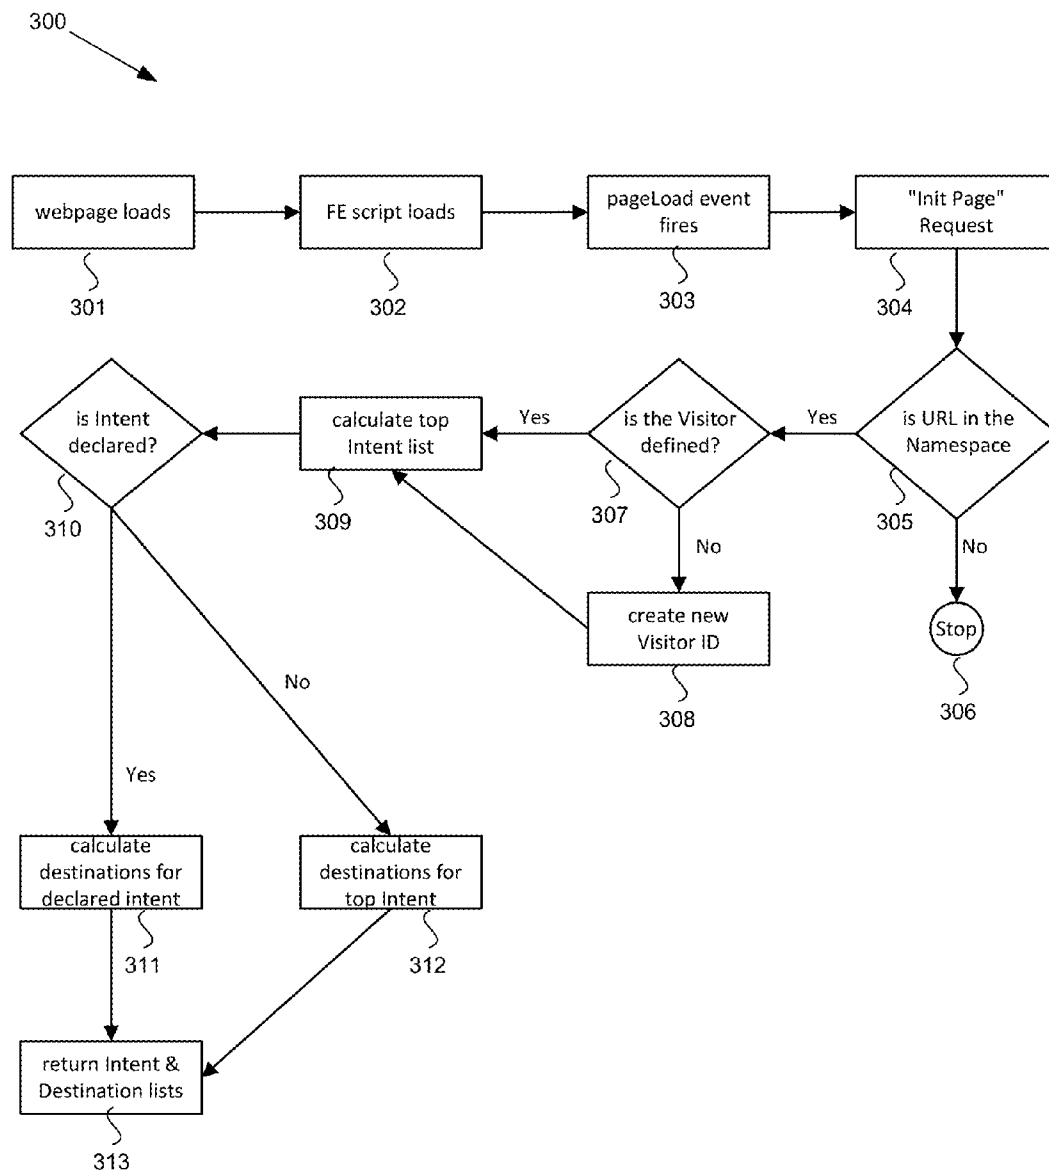 300
webpage loads
301
FE script loads
302
pageLoad event
fires
303
"Init Page"
Request
304
is URL in the
Namespace
305
Yes
No
Stop
306
is the Visitor
defined?
307
Yes
No
create new
Visitor ID
308
calculate top
Intent list
309
is Intent
declared?
310
Yes
No
calculate
destinations for
declared intent
311
calculate
destinations for
top Intent
312
return Intent &
Destination lists
313